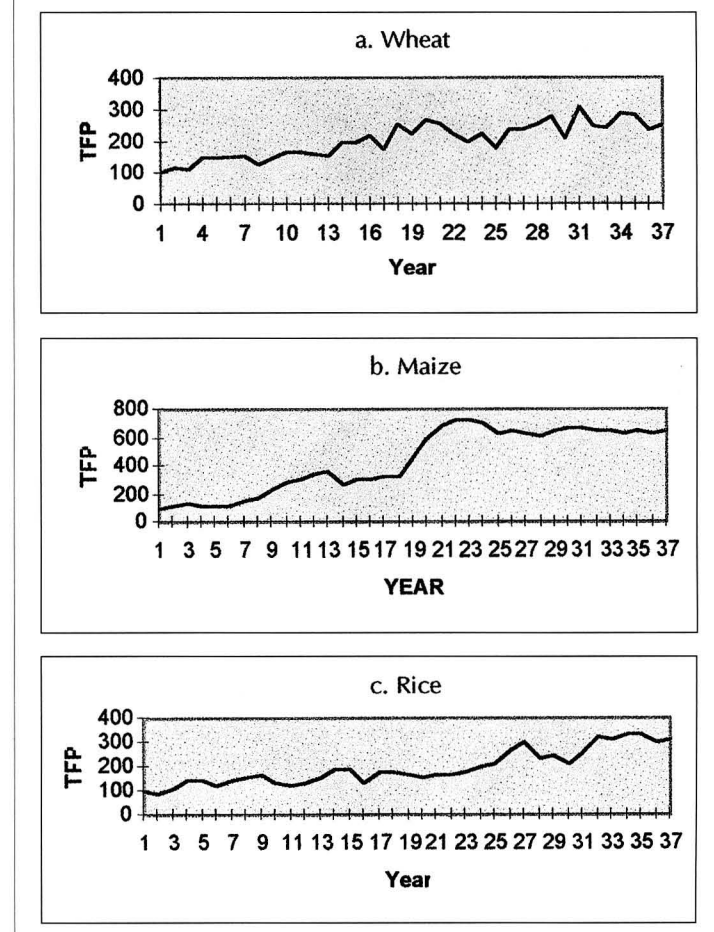 a. Wheat
400
300
200
100
0
TFP
1 4 7 10 13 16 19 22 25 28 31 34 37
Year
b. Maize
800
600
400
200
0
TFP
1 3 5 7 9 11 13 15 17 19 21 23 25 27 29 31 33 35 37
YEAR
c. Rice
400
300
200
100
0
TFP
1 3 5 7 9 11 13 15 17 19 21 23 25 27 29 31 33 35 37
Year